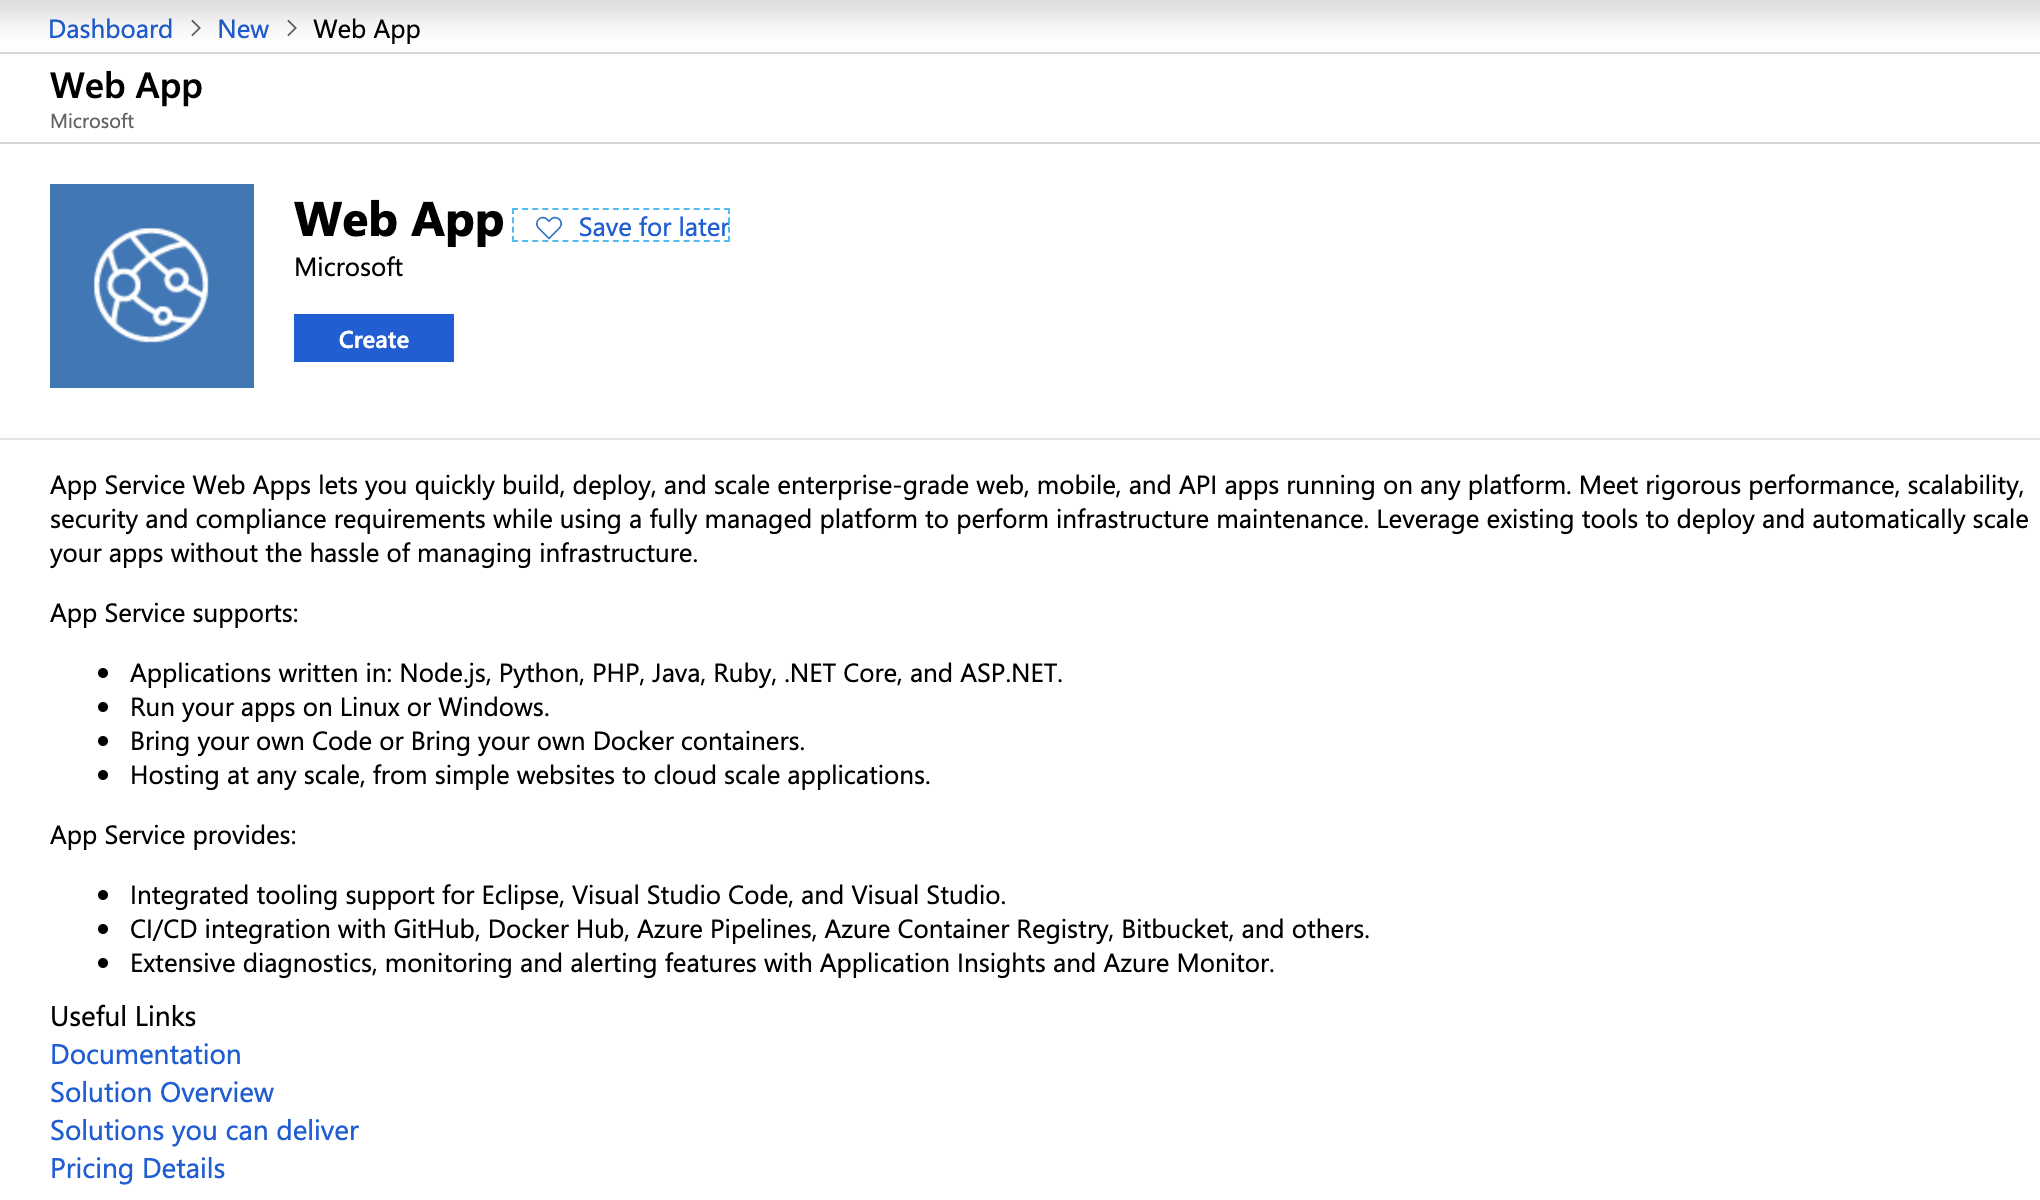 Dashboard > New > Web App
Web App
Microsoft
Web App Save for later
Microsoft
Create
App Service Web Apps lets you quickly build, deploy, and scale enterprise-grade web, mobile, and API apps running on any platform. Meet rigorous performance, scalability,
security and compliance requirements while using a fully managed platform to perform infrastructure maintenance. Leverage existing tools to deploy and automatically scale
your apps without the hassle of managing infrastructure.
App Service supports:
• Applications written in: Node.js, Python, PHP, Java, Ruby, .NET Core, and ASP.NET.
• Run your apps on Linux or Windows.
• Bring your own Code or Bring your own Docker containers.
• Hosting at any scale, from simple websites to cloud scale applications.
App Service provides:
• Integrated tooling support for Eclipse, Visual Studio Code, and Visual Studio.
• CI/CD integration with GitHub, Docker Hub, Azure Pipelines, Azure Container Registry, Bitbucket, and others.
• Extensive diagnostics, monitoring and alerting features with Application Insights and Azure Monitor.
Useful Links
Documentation
Solution Overview
Solutions you can deliver
Pricing Details